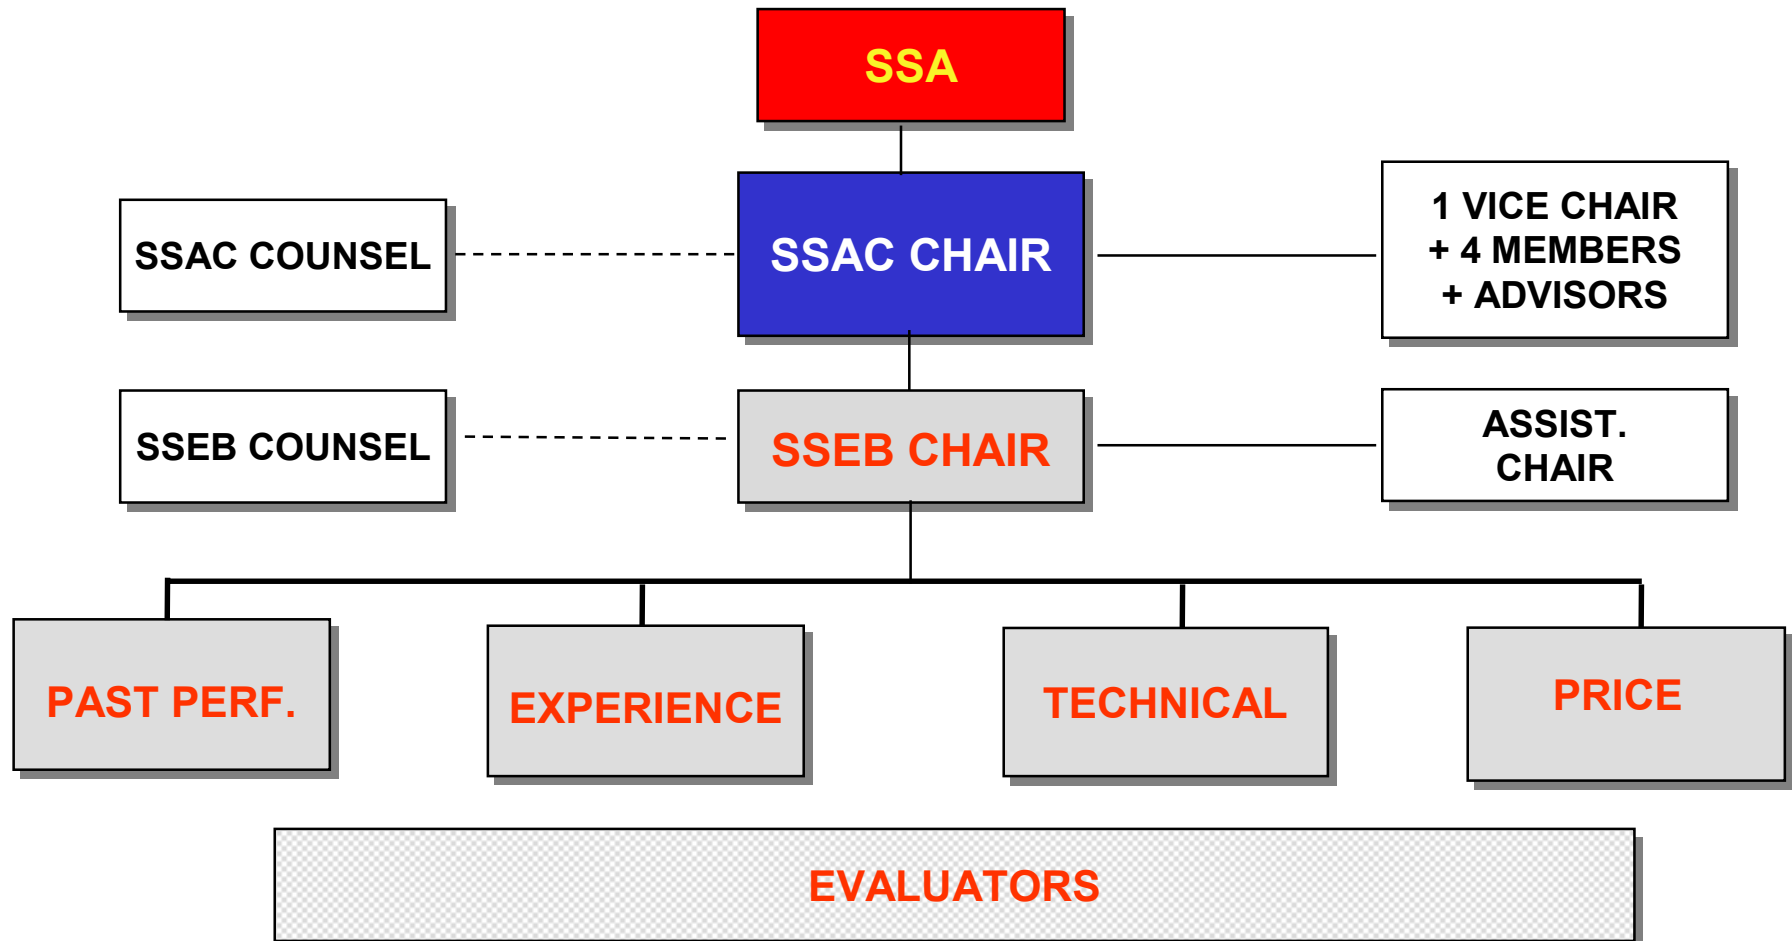 SSA
SSAC COUNSEL
SSAC CHAIR
1 VICE CHAIR
+ 4 MEMBERS
+ ADVISORS
SSEB COUNSEL
SSEB CHAIR
ASSIST.
CHAIR
PAST PERF.
EXPERIENCE
TECHNICAL
PRICE
EVALUATORS